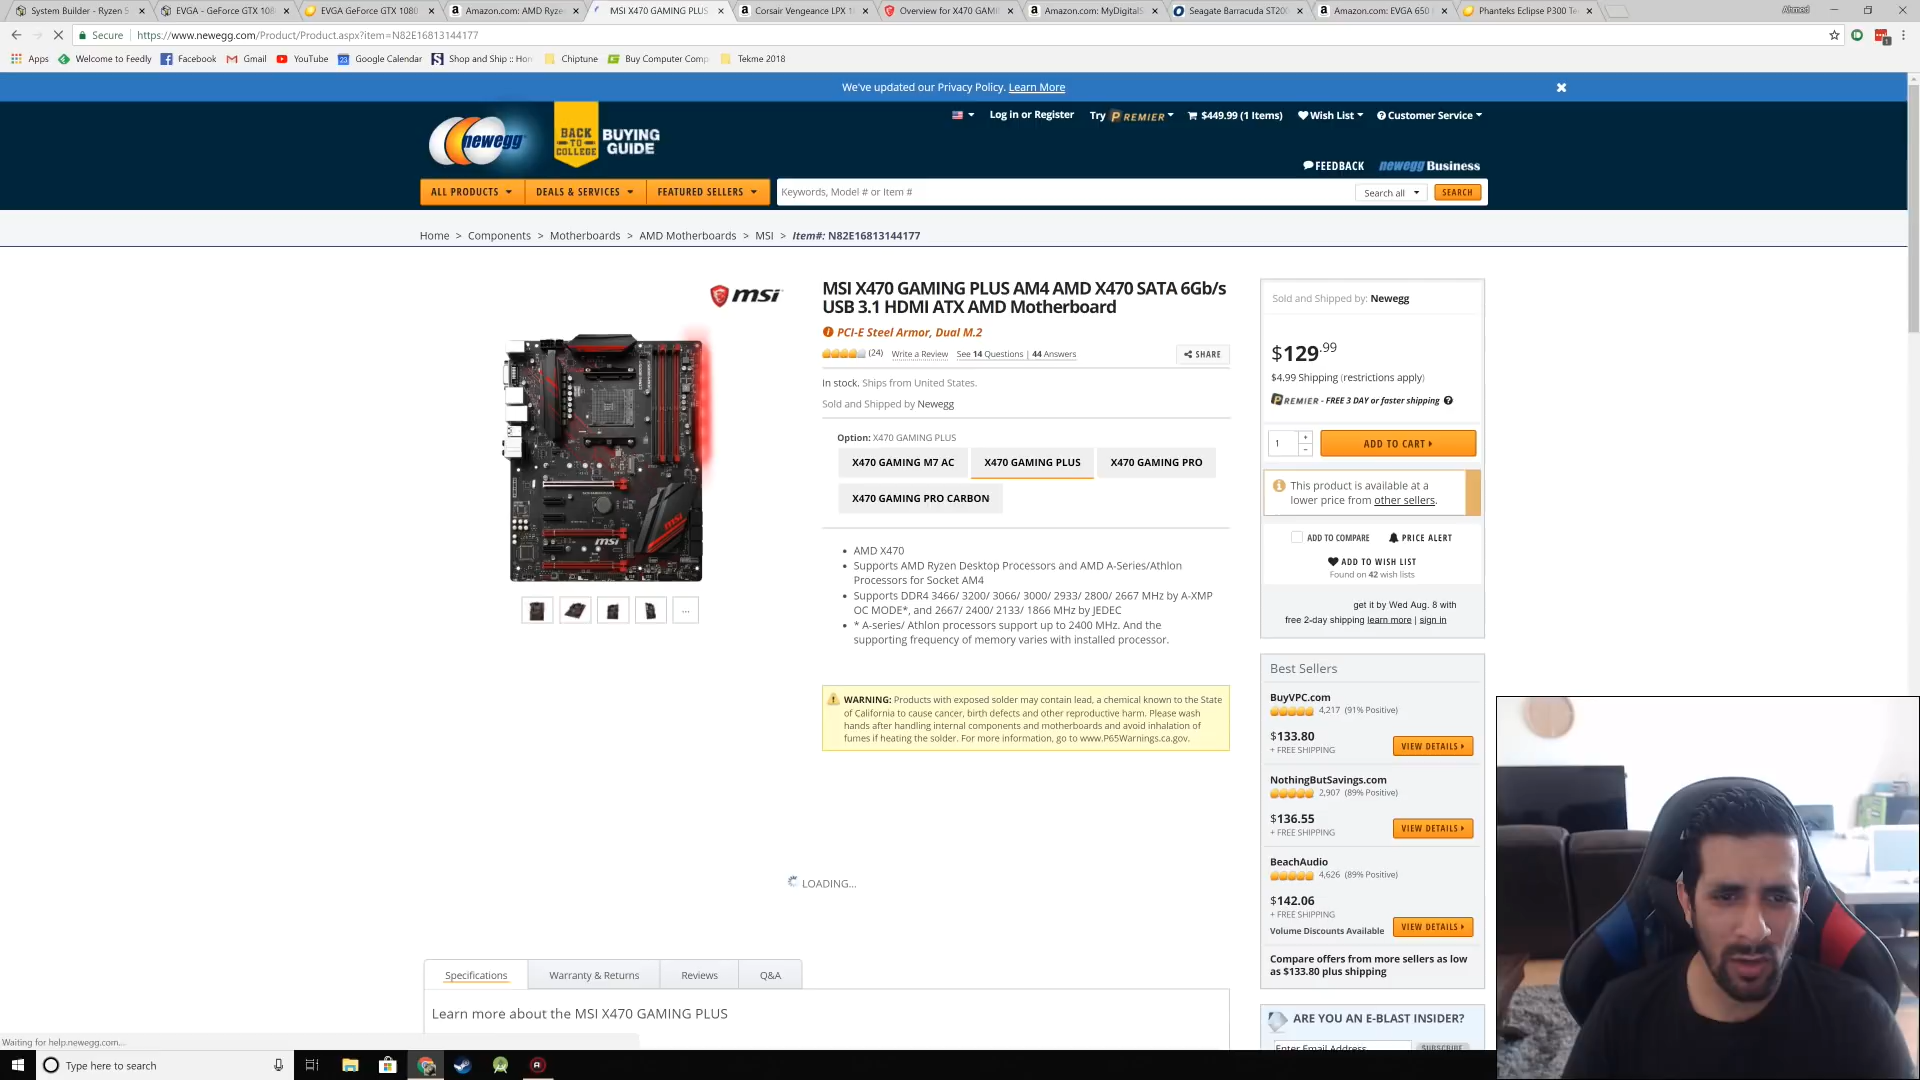 System Builder - Ryzen 5
EVGA - GeForce GTX 108
EVGA GeForce GTX 1080
Amazon.com: AMD Ryze
MSI X470 GAMING PLUS
Corsair Vengeance LPX 1
Overview for X470 GAMI
Amazon.com: MyDigitalS
Seagate Barracuda ST200
Amazon.com: EVGA 650
Phanteks Eclipse P300 Te
Ahmed
Secure
https://www.newegg.com/Product/Product.aspx?item=N82E16813144177
Apps
Welcome to Feedly
Facebook
Gmail
YouTube
Google Calendar
Shop and Ship :: Hom
Chiptune
Buy Computer Comp
Tekme 2018
We've updated our Privacy Policy. Learn More
newegg
BACK TO COLLEGE
BUYING GUIDE
Log in or Register
Try PREMIER
$449.99 (1 Items)
Wish List
Customer Service
FEEDBACK
newegg Business
ALL PRODUCTS
DEALS & SERVICES
FEATURED SELLERS
Keywords, Model # or Item #
Search all
SEARCH
Home > Components > Motherboards > AMD Motherboards > MSI > Item#: N82E16813144177
msi
MSI X470 GAMING PLUS AM4 AMD X470 SATA 6Gb/s
USB 3.1 HDMI ATX AMD Motherboard
PCI-E Steel Armor, Dual M.2
(24) Write a Review See 14 Questions | 44 Answers
SHARE
In stock. Ships from United States.
Sold and Shipped by Newegg
Option: X470 GAMING PLUS
X470 GAMING M7 AC
X470 GAMING PLUS
X470 GAMING PRO
X470 GAMING PRO CARBON
• AMD X470
• Supports AMD Ryzen Desktop Processors and AMD A-Series/Athlon
Processors for Socket AM4
• Supports DDR4 3466/ 3200/ 3066/ 3000/ 2933/ 2800/ 2667 MHz by A-XMP
OC MODE*, and 2667/ 2400/ 2133/ 1866 MHz by JEDEC
• * A-series/ Athlon processors support up to 2400 MHz. And the
supporting frequency of memory varies with installed processor.
WARNING: Products with exposed solder may contain lead, a chemical known to the State
of California to cause cancer, birth defects and other reproductive harm. Please wash
hands after handling internal components and motherboards and avoid inhalation of
fumes if heating the solder. For more information, go to www.P65Warnings.ca.gov.
LOADING...
Specifications
Warranty & Returns
Reviews
Q&A
Learn more about the MSI X470 GAMING PLUS
Sold and Shipped by: Newegg
$129.99
$4.99 Shipping (restrictions apply)
PREMIER - FREE 3 DAY or faster shipping
1
ADD TO CART
This product is available at a
lower price from other sellers.
ADD TO COMPARE
PRICE ALERT
ADD TO WISH LIST
Found on 42 wish lists
get it by Wed Aug. 8 with
free 2-day shipping learn more | sign in
Best Sellers
BuyVPC.com
4,217 (91% Positive)
$133.80
+ FREE SHIPPING
VIEW DETAILS
NothingButSavings.com
2,907 (89% Positive)
$136.55
+ FREE SHIPPING
VIEW DETAILS
BeachAudio
4,626 (89% Positive)
$142.06
+ FREE SHIPPING
Volume Discounts Available
VIEW DETAILS
Compare offers from more sellers as low
as $133.80 plus shipping
ARE YOU AN E-BLAST INSIDER?
Enter Email Address
SUBSCRIBE
Waiting for help.newegg.com...
Type here to search